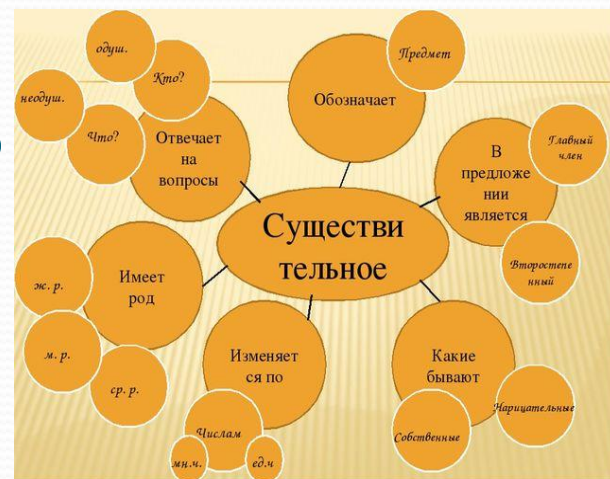 одуш.
Кто?
неодуш.
Что?
Отвечает
на
вопросы
Предмет
Обозначает
Главный
член
В
предложе
нии
является
Второстепе
нный
Существи
тельное
Имеет
род
ж. р.
м. р.
ср. р.
Изменяет
ся по
Числам
мн.ч.
ед.ч
Какие
бывают
Нарицательные
Собственные